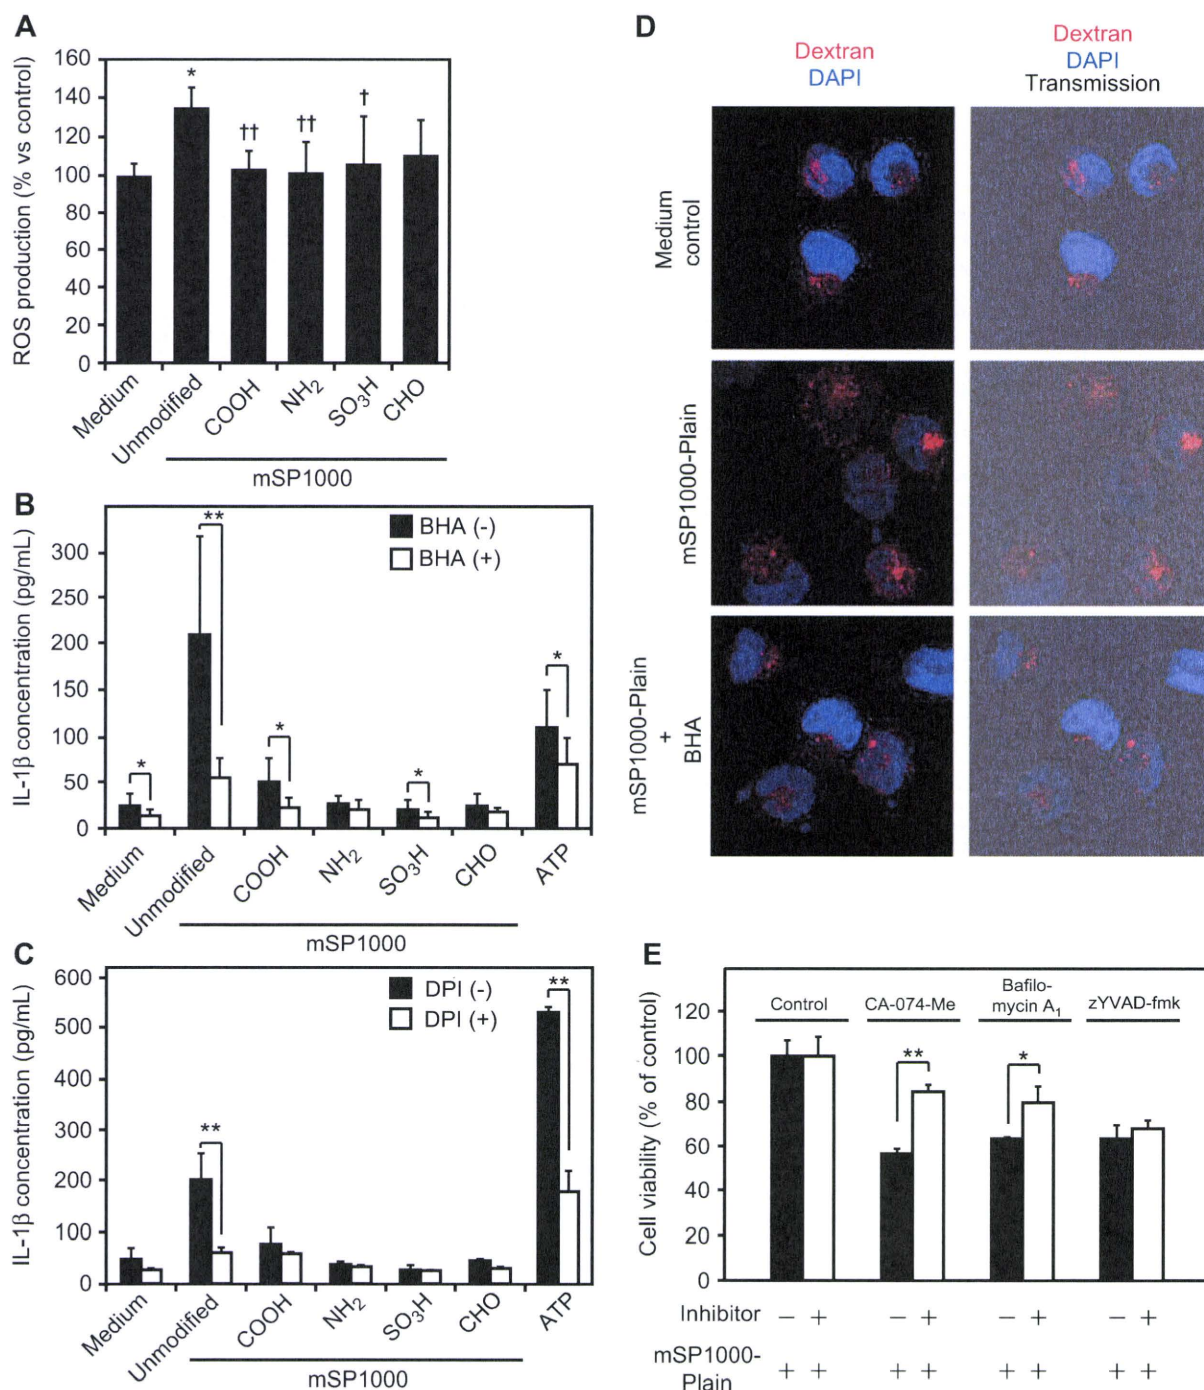 A
ROS production (% vs control)
160
140
120
100
80
60
40
20
0
*
††
††
†
Medium
Unmodified
COOH
NH2
SO3H
CHO
mSP1000
B
IL-1β concentration (pg/mL)
300
250
200
150
100
50
0
BHA (-)
BHA (+)
*
**
*
*
*
Medium
Unmodified
COOH
NH2
SO3H
CHO
ATP
mSP1000
C
IL-1β concentration (pg/mL)
600
500
400
300
200
100
0
DPI (-)
DPI (+)
**
**
Medium
Unmodified
COOH
NH2
SO3H
CHO
ATP
mSP1000
D
Dextran
DAPI
Dextran
DAPI
Transmission
Medium
control
mSP1000-Plain
mSP1000-Plain
+
BHA
E
Cell viability (% of control)
120
100
80
60
40
20
0
Control
CA-074-Me
Bafilo-
mycin A1
zYVAD-fmk
**
*
Inhibitor − + − + − + − +
mSP1000-
Plain + + + + + + + +